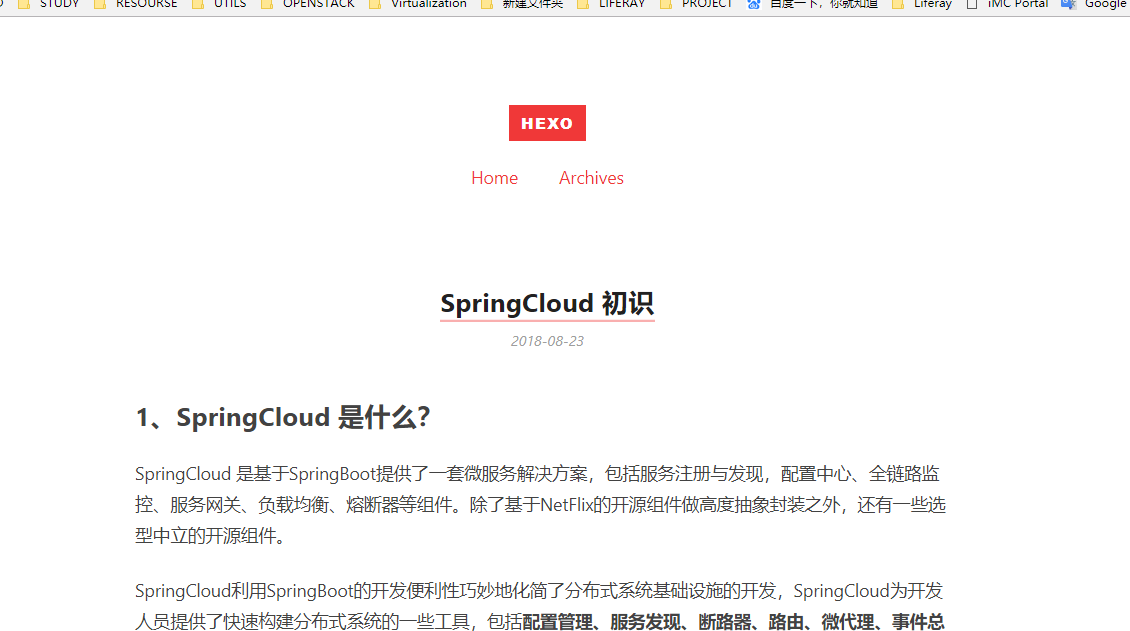 STUDY RESOURSE UTILS OPENSTACK Virtualization 新建文件夹 LIFERAY PROJECT 百度一下，你就知道 Liferay iMC Portal Google
HEXO
Home Archives
SpringCloud 初识
2018-08-23
1、SpringCloud 是什么？
SpringCloud 是基于SpringBoot提供了一套微服务解决方案，包括服务注册与发现，配置中心、全链路监
控、服务网关、负载均衡、熔断器等组件。除了基于NetFlix的开源组件做高度抽象封装之外，还有一些选
型中立的开源组件。
SpringCloud利用SpringBoot的开发便利性巧妙地化简了分布式系统基础设施的开发，SpringCloud为开发
人员提供了快速构建分布式系统的一些工具，包括配置管理、服务发现、断路器、路由、微代理、事件总